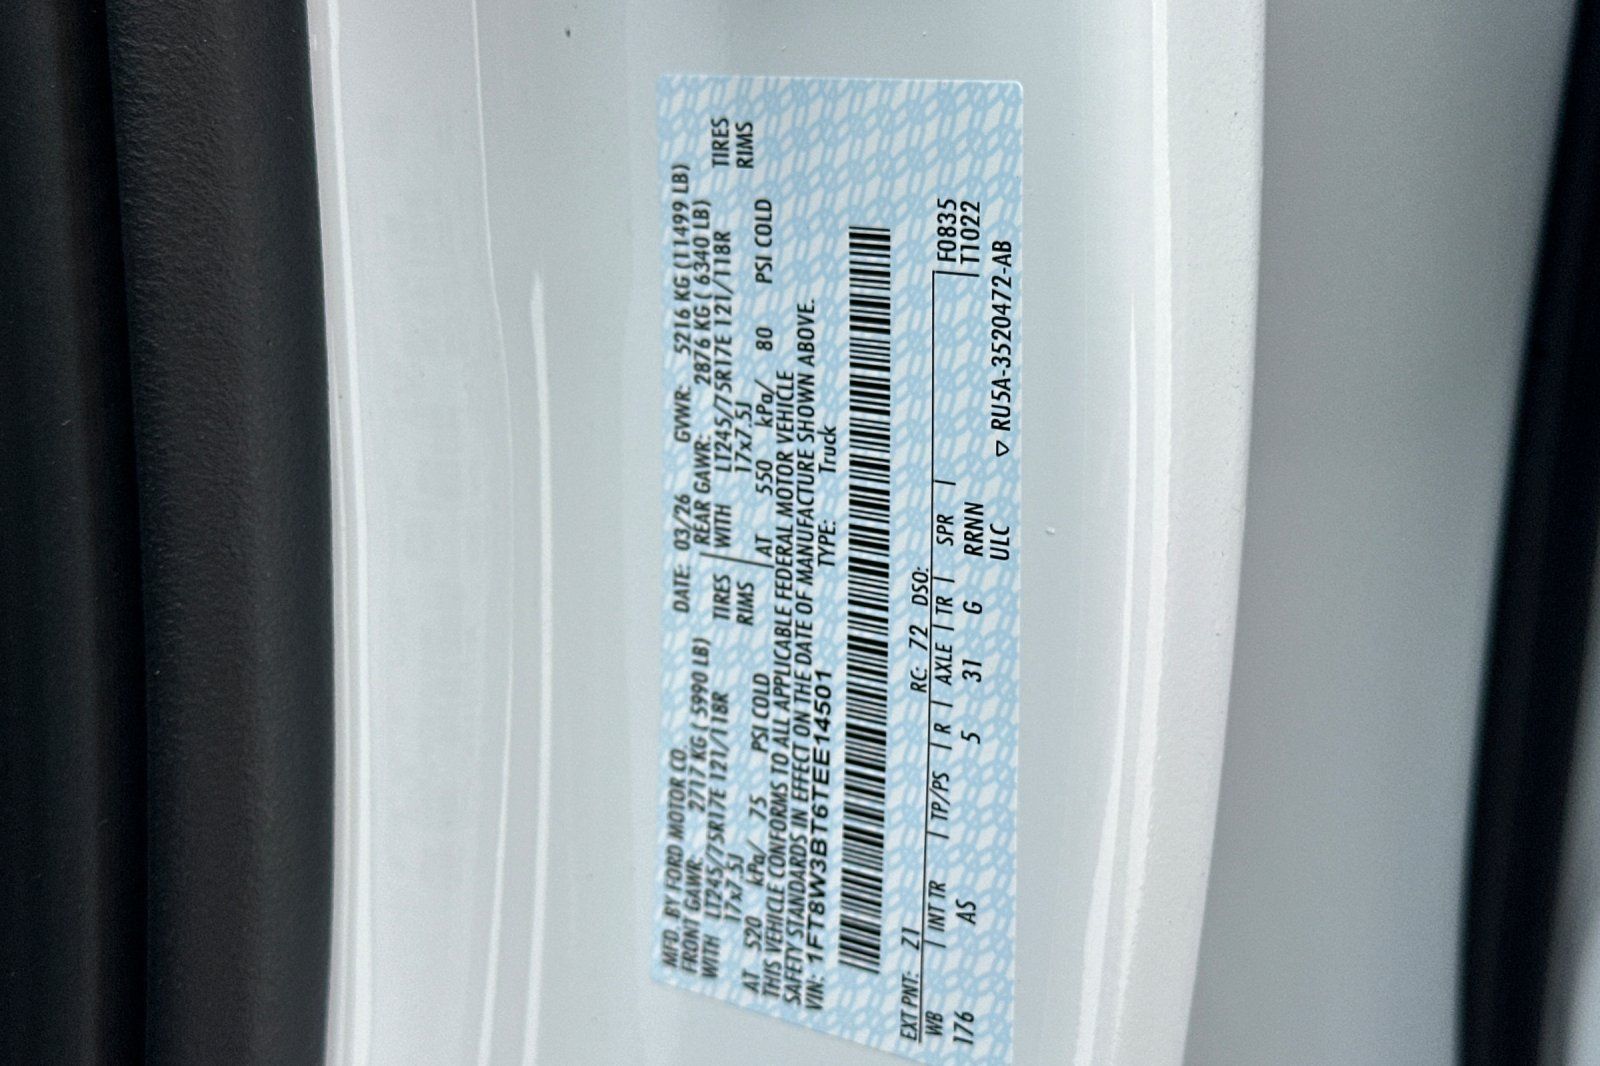 MFD. BY FORD MOTOR CO. DATE: 03/26 GVWR: 5216 KG (11499 LB)
FRONT GAWR: 2717 KG ( 5990 LB) REAR GAWR: 2876 KG ( 6340 LB)
WITH LT245/75R17E 121/118R TIRES WITH LT245/75R17E 121/118R TIRES
17x7.5J RIMS 17x7.5J RIMS
AT 520 kPa/ 75 PSI COLD AT 550 kPa/ 80 PSI COLD
THIS VEHICLE CONFORMS TO ALL APPLICABLE FEDERAL MOTOR VEHICLE
SAFETY STANDARDS IN EFFECT ON THE DATE OF MANUFACTURE SHOWN ABOVE.
VIN: 1FT8W3BT6TEE14501 TYPE: Truck
EXT PNT: Z1 RC: 72 DSO:
WB | INT TR | TP/PS | R | AXLE | TR | SPR | F0835
176 AS 5 31 G RRNN T1022
ULC ▽ RU5A-3520472-AB